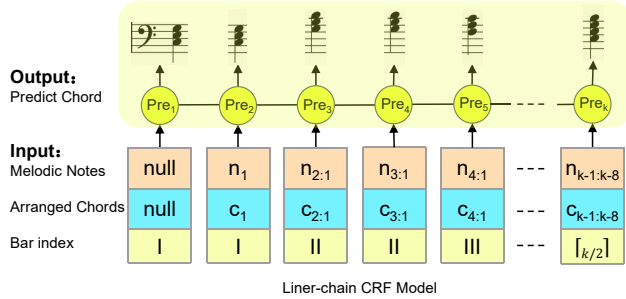 Output:
Predict Chord
Pre1 Pre2 Pre3 Pre4 Pre5 Prek
Input:
Melodic Notes null n1 n2:1 n3:1 n4:1 nk-1:k-8
Arranged Chords null c1 c2:1 c3:1 c4:1 ck-1:k-8
Bar index I I II II III ⌈k/2⌉
Liner-chain CRF Model